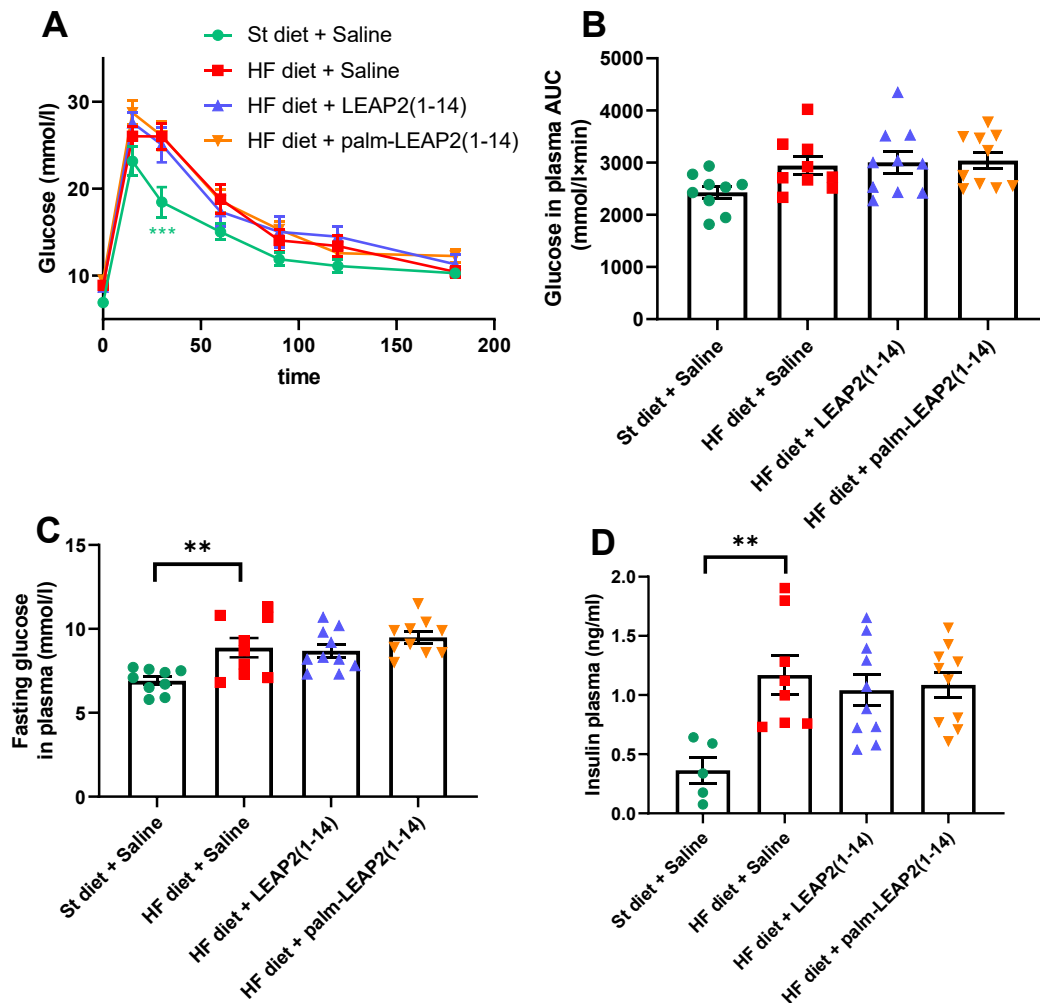 A
St diet + Saline
HF diet + Saline
HF diet + LEAP2(1-14)
HF diet + palm-LEAP2(1-14)
Glucose (mmol/l)
30
20
10
0
50
100
150
200
time
***
B
Glucose in plasma AUC
(mmol/l×min)
5000
4000
3000
2000
1000
0
St diet + Saline
HF diet + Saline
HF diet + LEAP2(1-14)
HF diet + palm-LEAP2(1-14)
C
Fasting glucose
in plasma (mmol/l)
15
10
5
0
**
St diet + Saline
HF diet + Saline
HF diet + LEAP2(1-14)
HF diet + palm-LEAP2(1-14)
D
Insulin plasma (ng/ml)
2.0
1.5
1.0
0.5
0.0
**
St diet + Saline
HF diet + Saline
HF diet + LEAP2(1-14)
HF diet + palm-LEAP2(1-14)